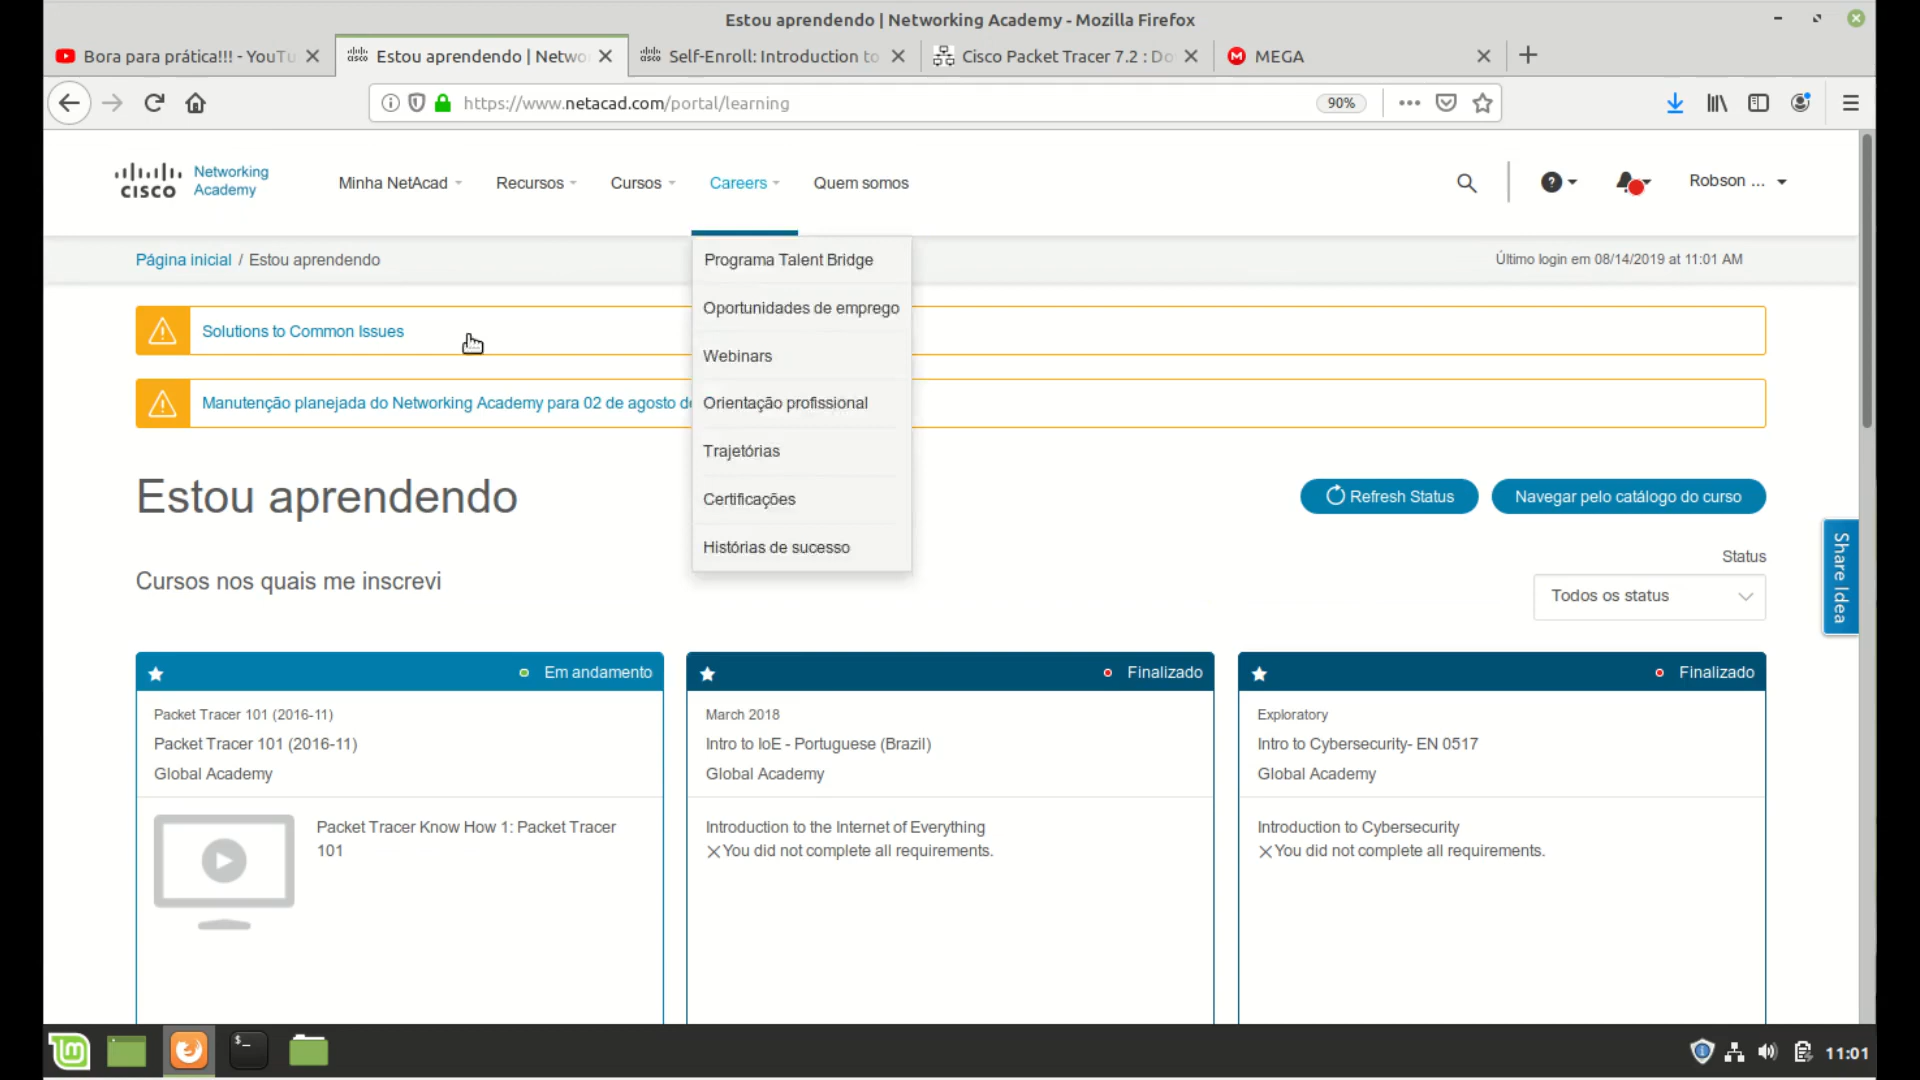 Estou aprendendo | Networking Academy - Mozilla Firefox
Bora para prática!!! - YouTu
Estou aprendendo | Netwo
Self-Enroll: Introduction to
Cisco Packet Tracer 7.2 : Do
MEGA
https://www.netacad.com/portal/learning
90%
CISCO
Networking
Academy
Minha NetAcad
Recursos
Cursos
Careers
Quem somos
Robson ...
Página inicial / Estou aprendendo
Último login em 08/14/2019 at 11:01 AM
Programa Talent Bridge
Oportunidades de emprego
Webinars
Orientação profissional
Trajetórias
Certificações
Histórias de sucesso
Solutions to Common Issues
Manutenção planejada do Networking Academy para 02 de agosto de
Estou aprendendo
Refresh Status
Navegar pelo catálogo do curso
Share Idea
Status
Todos os status
Cursos nos quais me inscrevi
Em andamento
Packet Tracer 101 (2016-11)
Packet Tracer 101 (2016-11)
Global Academy
Packet Tracer Know How 1: Packet Tracer
101
Finalizado
March 2018
Intro to IoE - Portuguese (Brazil)
Global Academy
Introduction to the Internet of Everything
You did not complete all requirements.
Finalizado
Exploratory
Intro to Cybersecurity- EN 0517
Global Academy
Introduction to Cybersecurity
You did not complete all requirements.
11:01